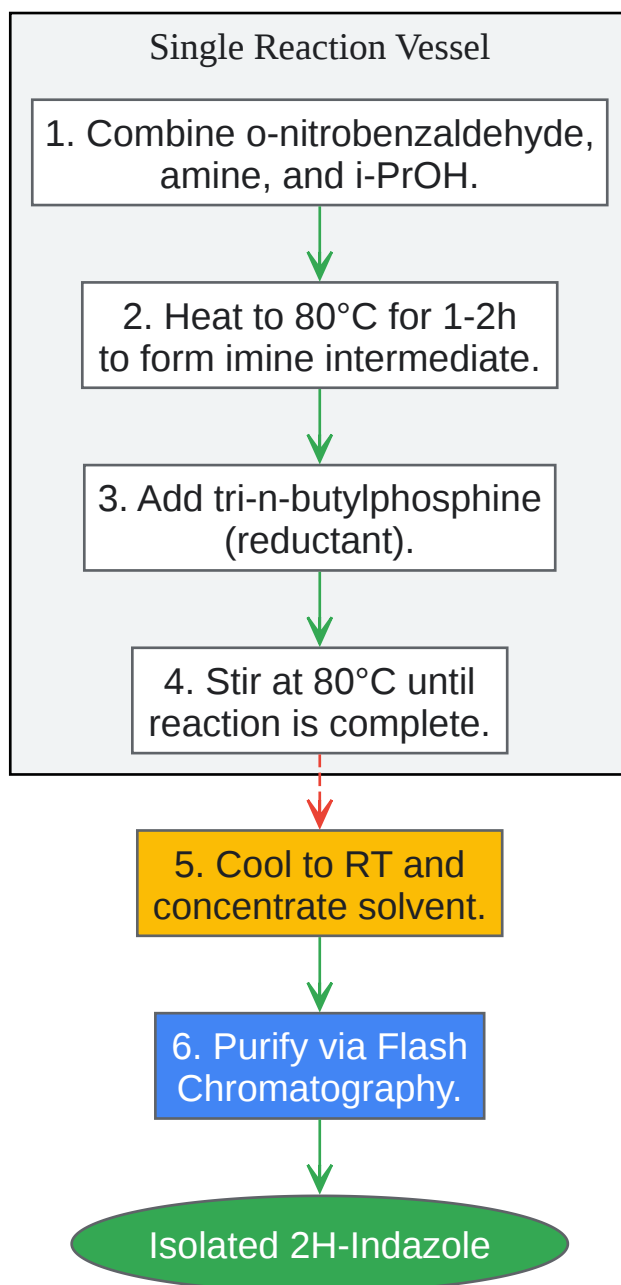 Single Reaction Vessel
1. Combine o-nitrobenzaldehyde,
amine, and i-PrOH.
2. Heat to 80°C for 1-2h
to form imine intermediate.
3. Add tri-n-butylphosphine
(reductant).
4. Stir at 80°C until
reaction is complete.
5. Cool to RT and
concentrate solvent.
6. Purify via Flash
Chromatography.
Isolated 2H-Indazole